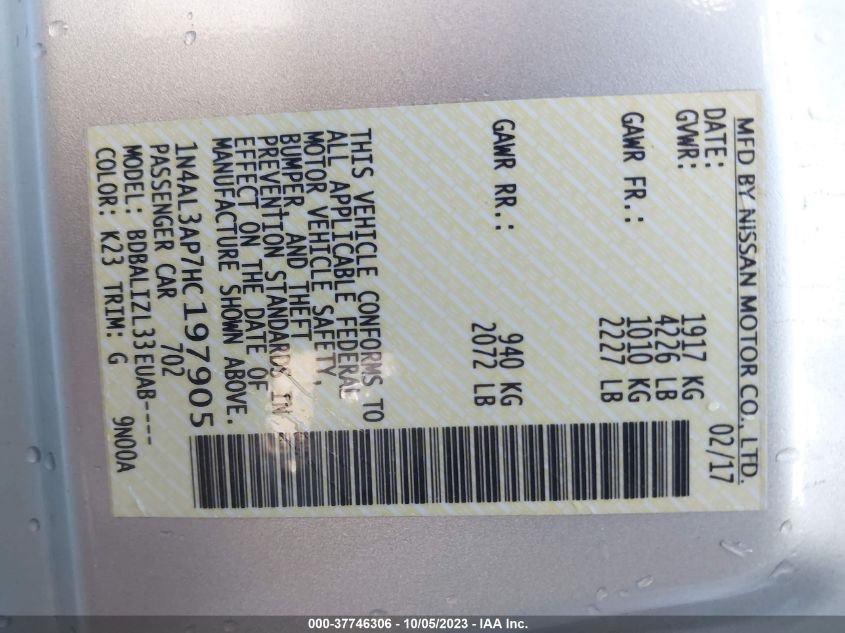 MFD BY NISSAN MOTOR CO., LTD.
DATE: 02/17
GVWR: 1917 KG
4226 LB
GAWR FR.: 1010 KG
2227 LB
GAWR RR.: 940 KG
2072 LB
THIS VEHICLE CONFORMS TO
ALL APPLICABLE FEDERAL
MOTOR VEHICLE SAFETY,
BUMPER, AND THEFT
PREVENTION STANDARDS IN
EFFECT ON THE DATE OF
MANUFACTURE SHOWN ABOVE.
1N4AL3AP7HC197905
PASSENGER CAR 702
MODEL: BDBALTZL33EUAB----
COLOR: K23 TRIM: G 9N00A
000-37746306 - 10/05/2023 - IAA Inc.